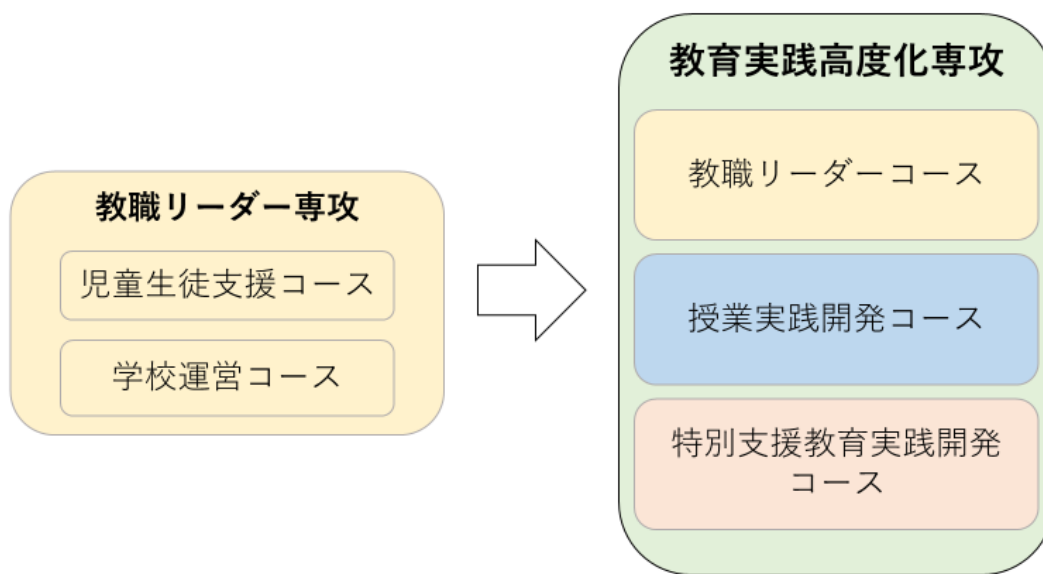 教職リーダー専攻
児童生徒支援コース
学校運営コース
教育実践高度化専攻
教職リーダーコース
授業実践開発コース
特別支援教育実践開発
コース